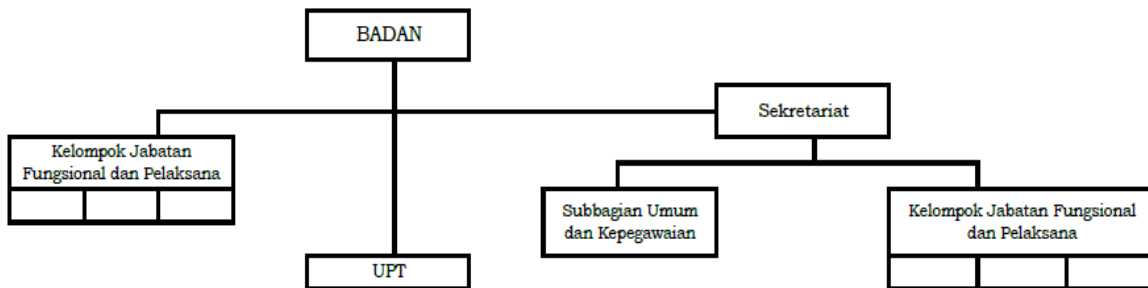 BADAN
Sekretariat
Kelompok Jabatan
Fungsional dan Pelaksana
Subbagian Umum
dan Kepegawaian
Kelompok Jabatan Fungsional
dan Pelaksana
UPT